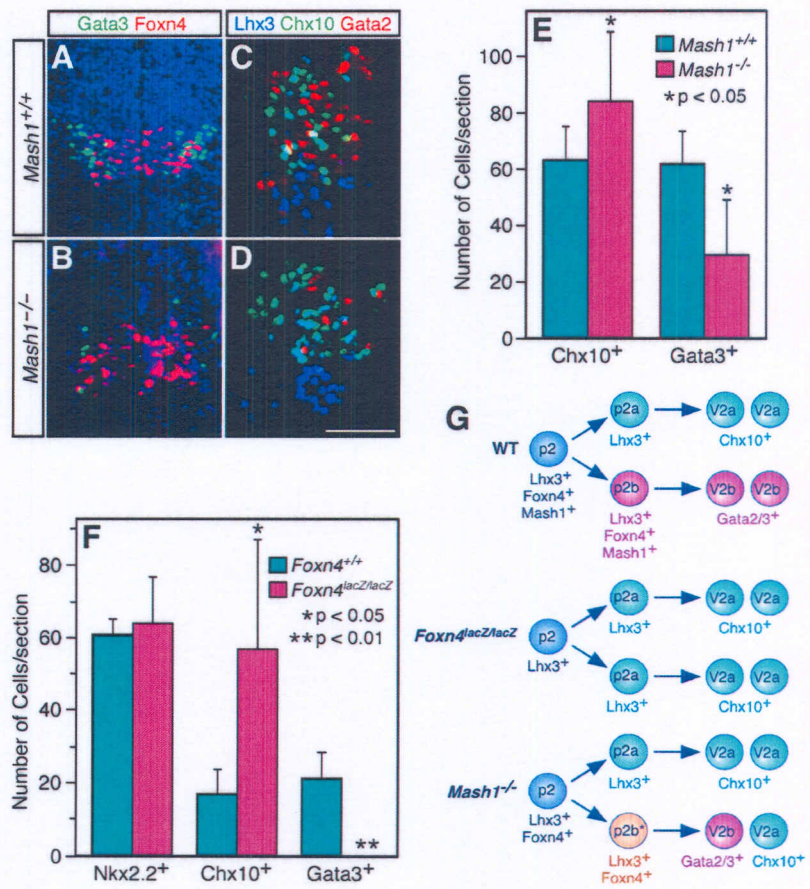 Gata3 Foxn4
Lhx3 Chx10 Gata2
Mash1+/+
A
C
Mash1−/−
B
D
E
Number of Cells/section
100
80
60
40
20
0
Mash1+/+
Mash1−/−
*p < 0.05
*
*
Chx10+
Gata3+
F
Number of Cells/section
80
60
40
20
0
Foxn4+/+
Foxn4lacZ/lacZ
*p < 0.05
**p < 0.01
*
**
Nkx2.2+
Chx10+
Gata3+
G
WT
p2
Lhx3+
Foxn4+
Mash1+
p2a
Lhx3+
V2a V2a
Chx10+
p2b
Lhx3+
Foxn4+
Mash1+
V2b V2b
Gata2/3+
Foxn4lacZ/lacZ
p2
Lhx3+
p2a
Lhx3+
V2a V2a
Chx10+
p2a
Lhx3+
V2a V2a
Chx10+
Mash1-/-
p2
Lhx3+
Foxn4+
p2a
Lhx3+
V2a V2a
Chx10+
p2b*
Lhx3+
Foxn4+
V2b V2a
Gata2/3+ Chx10+